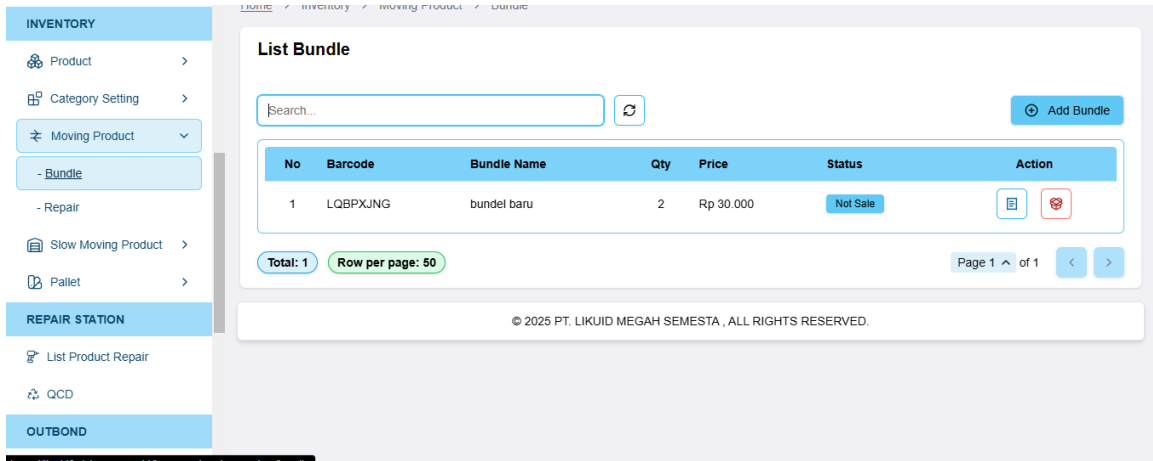 INVENTORY
Product
Category Setting
Moving Product
- Bundle
- Repair
Slow Moving Product
Pallet
REPAIR STATION
List Product Repair
QCD
OUTBOND
Home > Inventory > Moving Product > Bundle
List Bundle
Search...
Add Bundle
No Barcode Bundle Name Qty Price Status Action
1 LQBPXJNG bundel baru 2 Rp 30.000 Not Sale
Total: 1 Row per page: 50 Page 1 of 1
© 2025 PT. LIKUID MEGAH SEMESTA , ALL RIGHTS RESERVED.